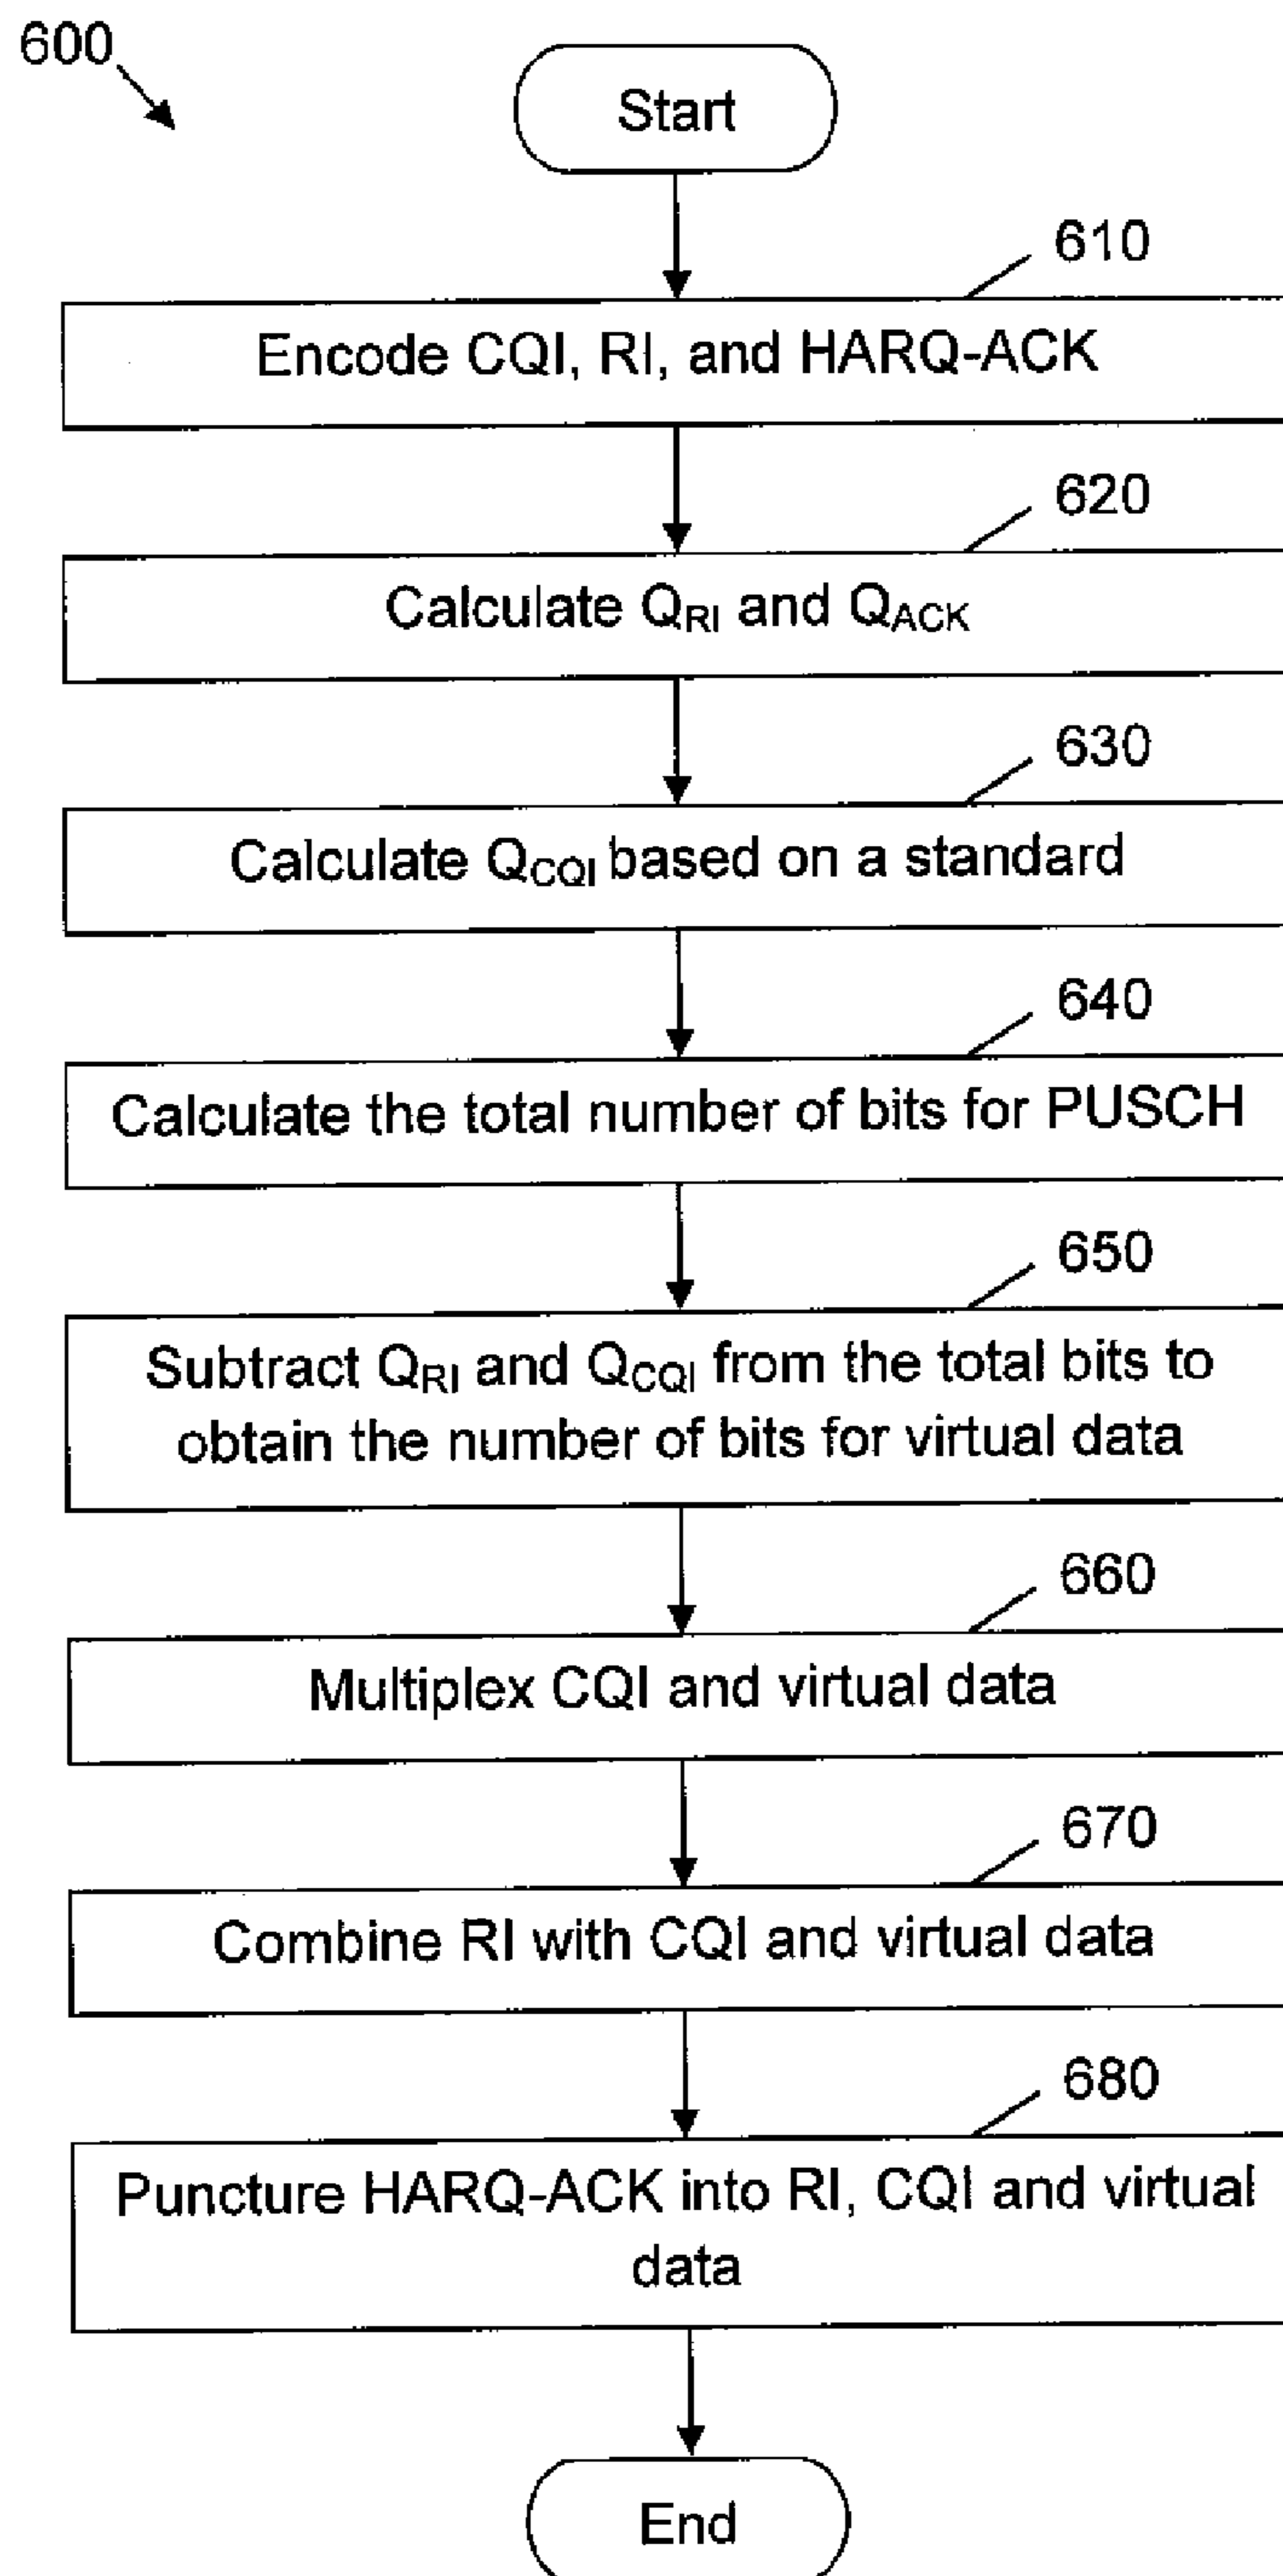 600
Start
610
Encode CQI, RI, and HARQ-ACK
620
Calculate QRI and QACK
630
Calculate QCQI based on a standard
640
Calculate the total number of bits for PUSCH
650
Subtract QRI and QCQI from the total bits to
obtain the number of bits for virtual data
660
Multiplex CQI and virtual data
670
Combine RI with CQI and virtual data
680
Puncture HARQ-ACK into RI, CQI and virtual
data
End